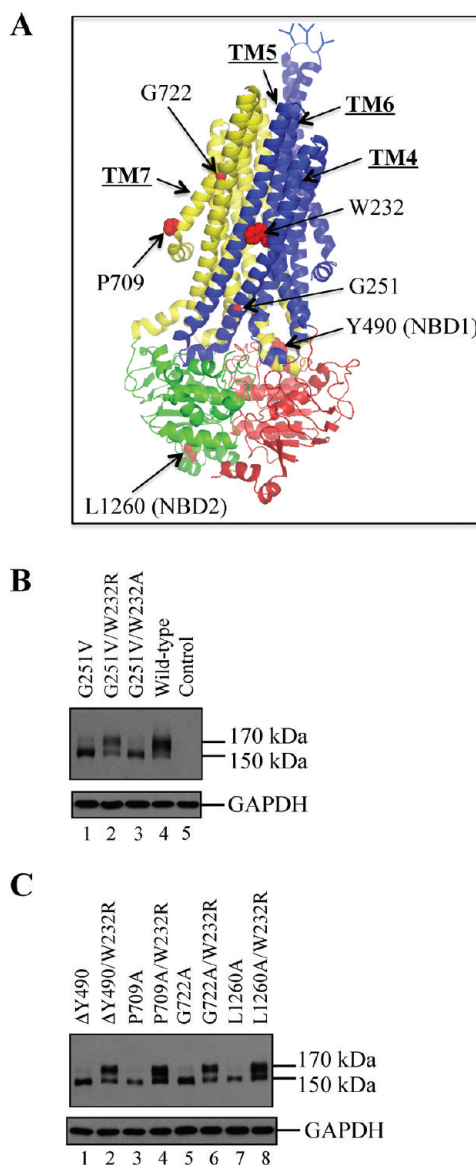 A
TM5
G722
TM6
TM7
TM4
W232
P709
G251
Y490 (NBD1)
L1260 (NBD2)
B
G251V
G251V/W232R
G251V/W232A
Wild-type
Control
170 kDa
150 kDa
GAPDH
1 2 3 4 5
C
ΔY490
ΔY490/W232R
P709A
P709A/W232R
G722A
G722A/W232R
L1260A
L1260A/W232R
170 kDa
150 kDa
GAPDH
1 2 3 4 5 6 7 8